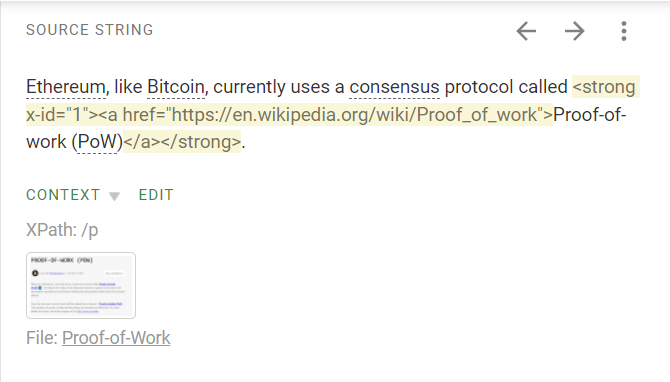 SOURCE STRING
Ethereum, like Bitcoin, currently uses a consensus protocol called <strong
x-id="1"><a href="https://en.wikipedia.org/wiki/Proof_of_work">Proof-of-
work (PoW)</a></strong>.
CONTEXT EDIT
XPath: /p
PROOF-OF-WORK (POW)
File: Proof-of-Work